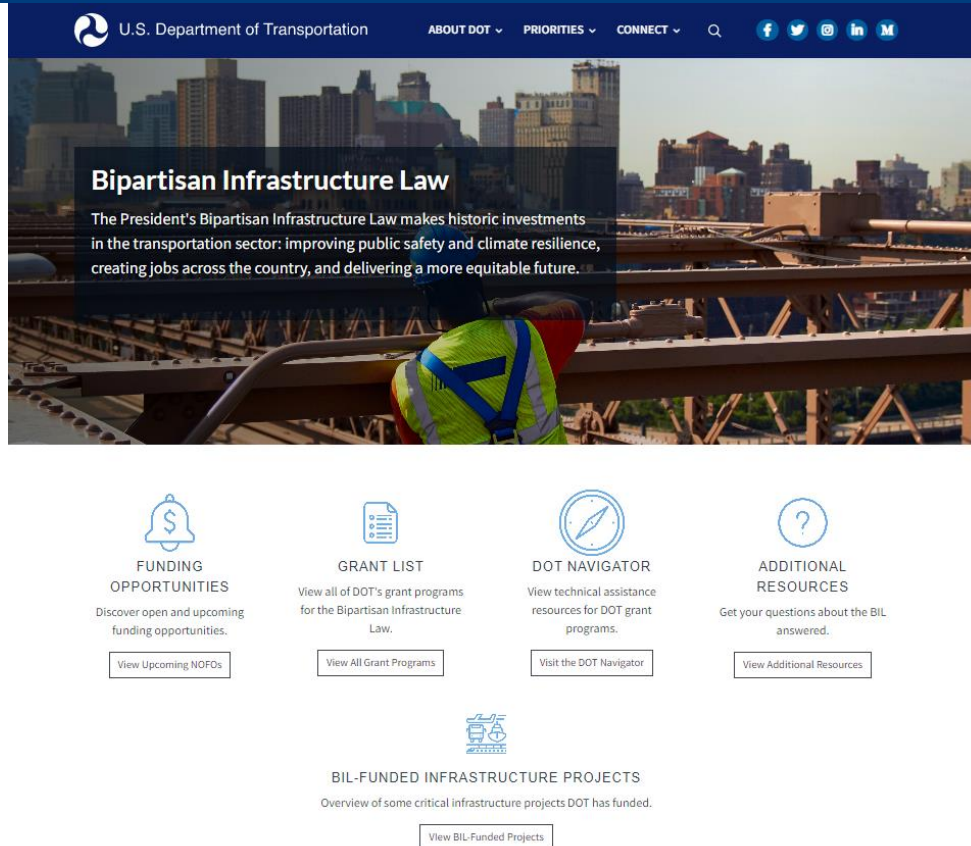 U.S. Department of Transportation
ABOUT DOT
PRIORITIES
CONNECT
Bipartisan Infrastructure Law
The President's Bipartisan Infrastructure Law makes historic investments
in the transportation sector: improving public safety and climate resilience,
creating jobs across the country, and delivering a more equitable future.
FUNDING
OPPORTUNITIES
Discover open and upcoming
funding opportunities.
View Upcoming NOFOs
GRANT LIST
View all of DOT's grant programs
for the Bipartisan Infrastructure
Law.
View All Grant Programs
DOT NAVIGATOR
View technical assistance
resources for DOT grant
programs.
Visit the DOT Navigator
ADDITIONAL
RESOURCES
Get your questions about the BIL
answered.
View Additional Resources
BIL-FUNDED INFRASTRUCTURE PROJECTS
Overview of some critical infrastructure projects DOT has funded.
View BIL-Funded Projects